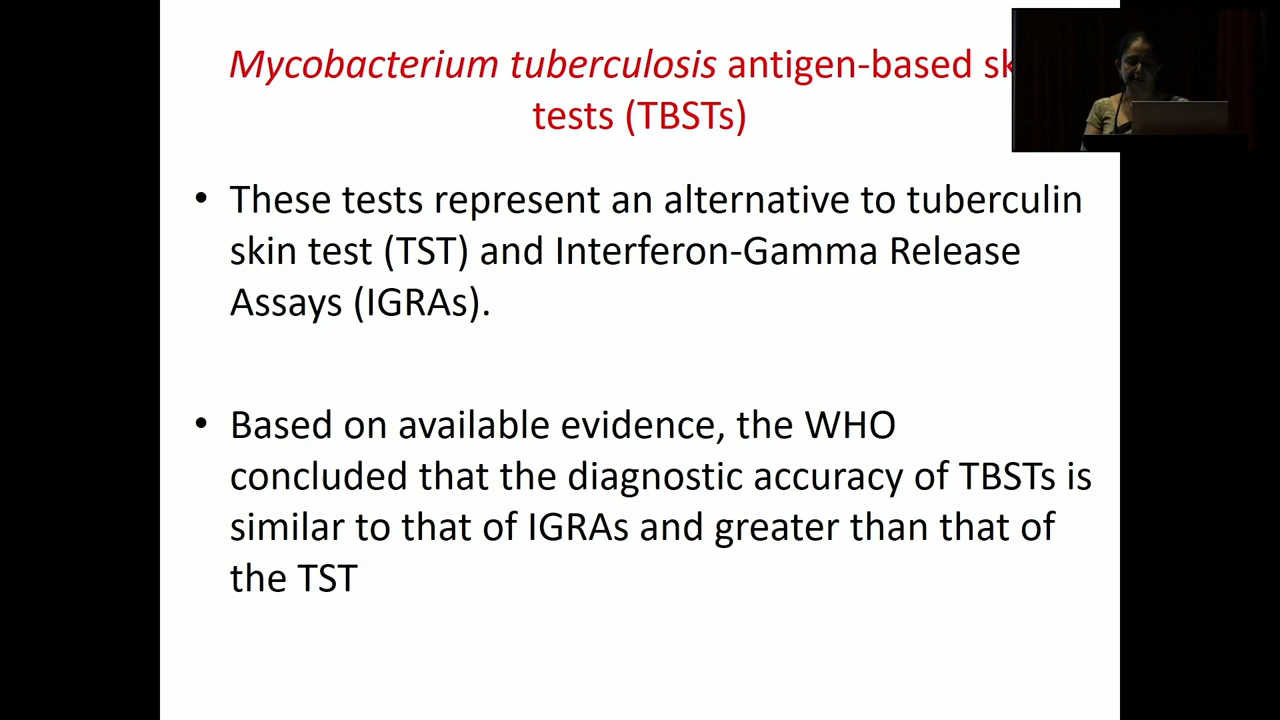 Mycobacterium tuberculosis antigen-based
tests (TBSTs)
• These tests represent an alternative to tuberculin
skin test (TST) and Interferon-Gamma Release
Assays (IGRAs).
• Based on available evidence, the WHO
concluded that the diagnostic accuracy of TBSTs is
similar to that of IGRAs and greater than that of
the TST